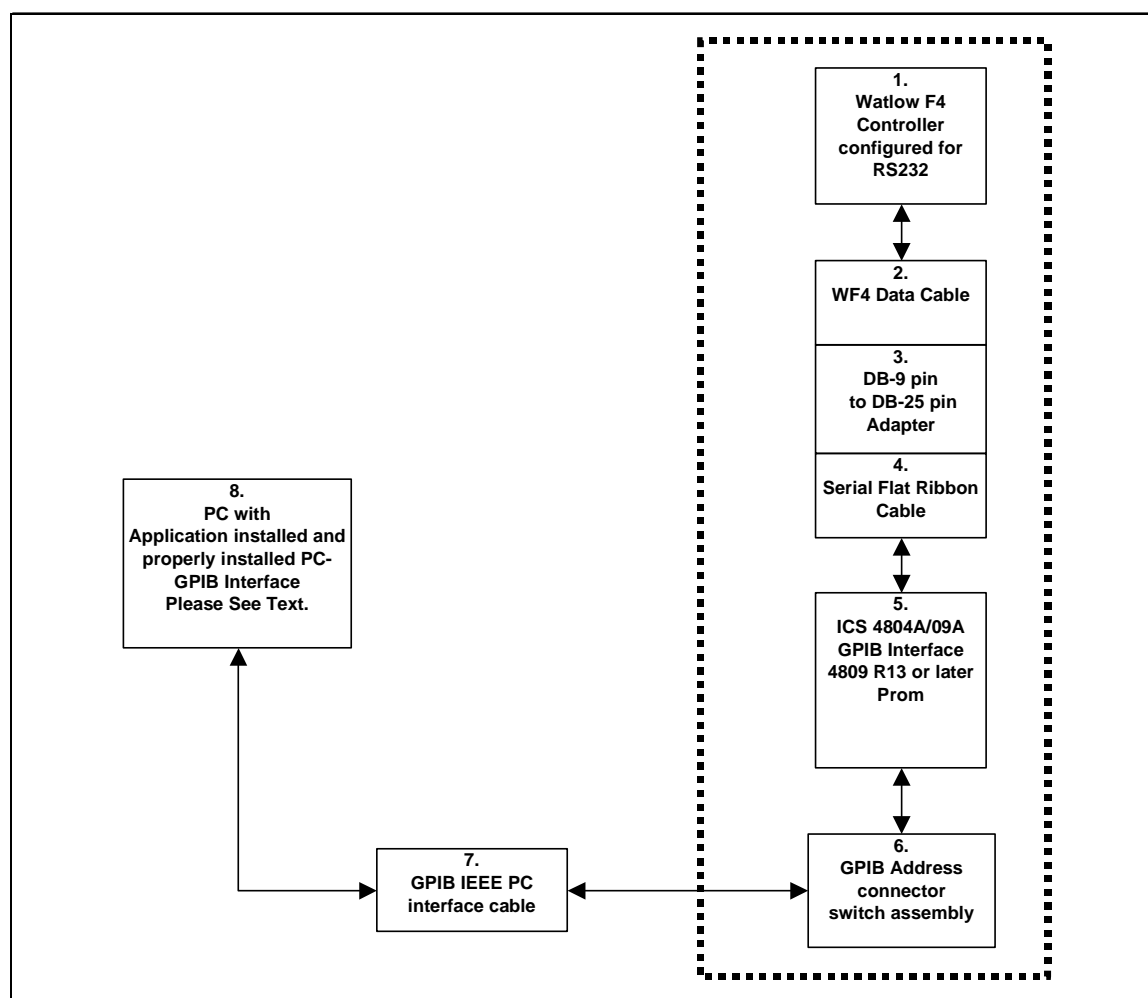 1.
Watlow F4
Controller
configured for
RS232
2.
WF4 Data Cable
3.
DB-9 pin
to DB-25 pin
Adapter
4.
Serial Flat Ribbon
Cable
5.
ICS 4804A/09A
GPIB Interface
4809 R13 or later
Prom
6.
GPIB Address
connector
switch assembly
7.
GPIB IEEE PC
interface cable
8.
PC with
Application installed and
properly installed PC-
GPIB Interface
Please See Text.